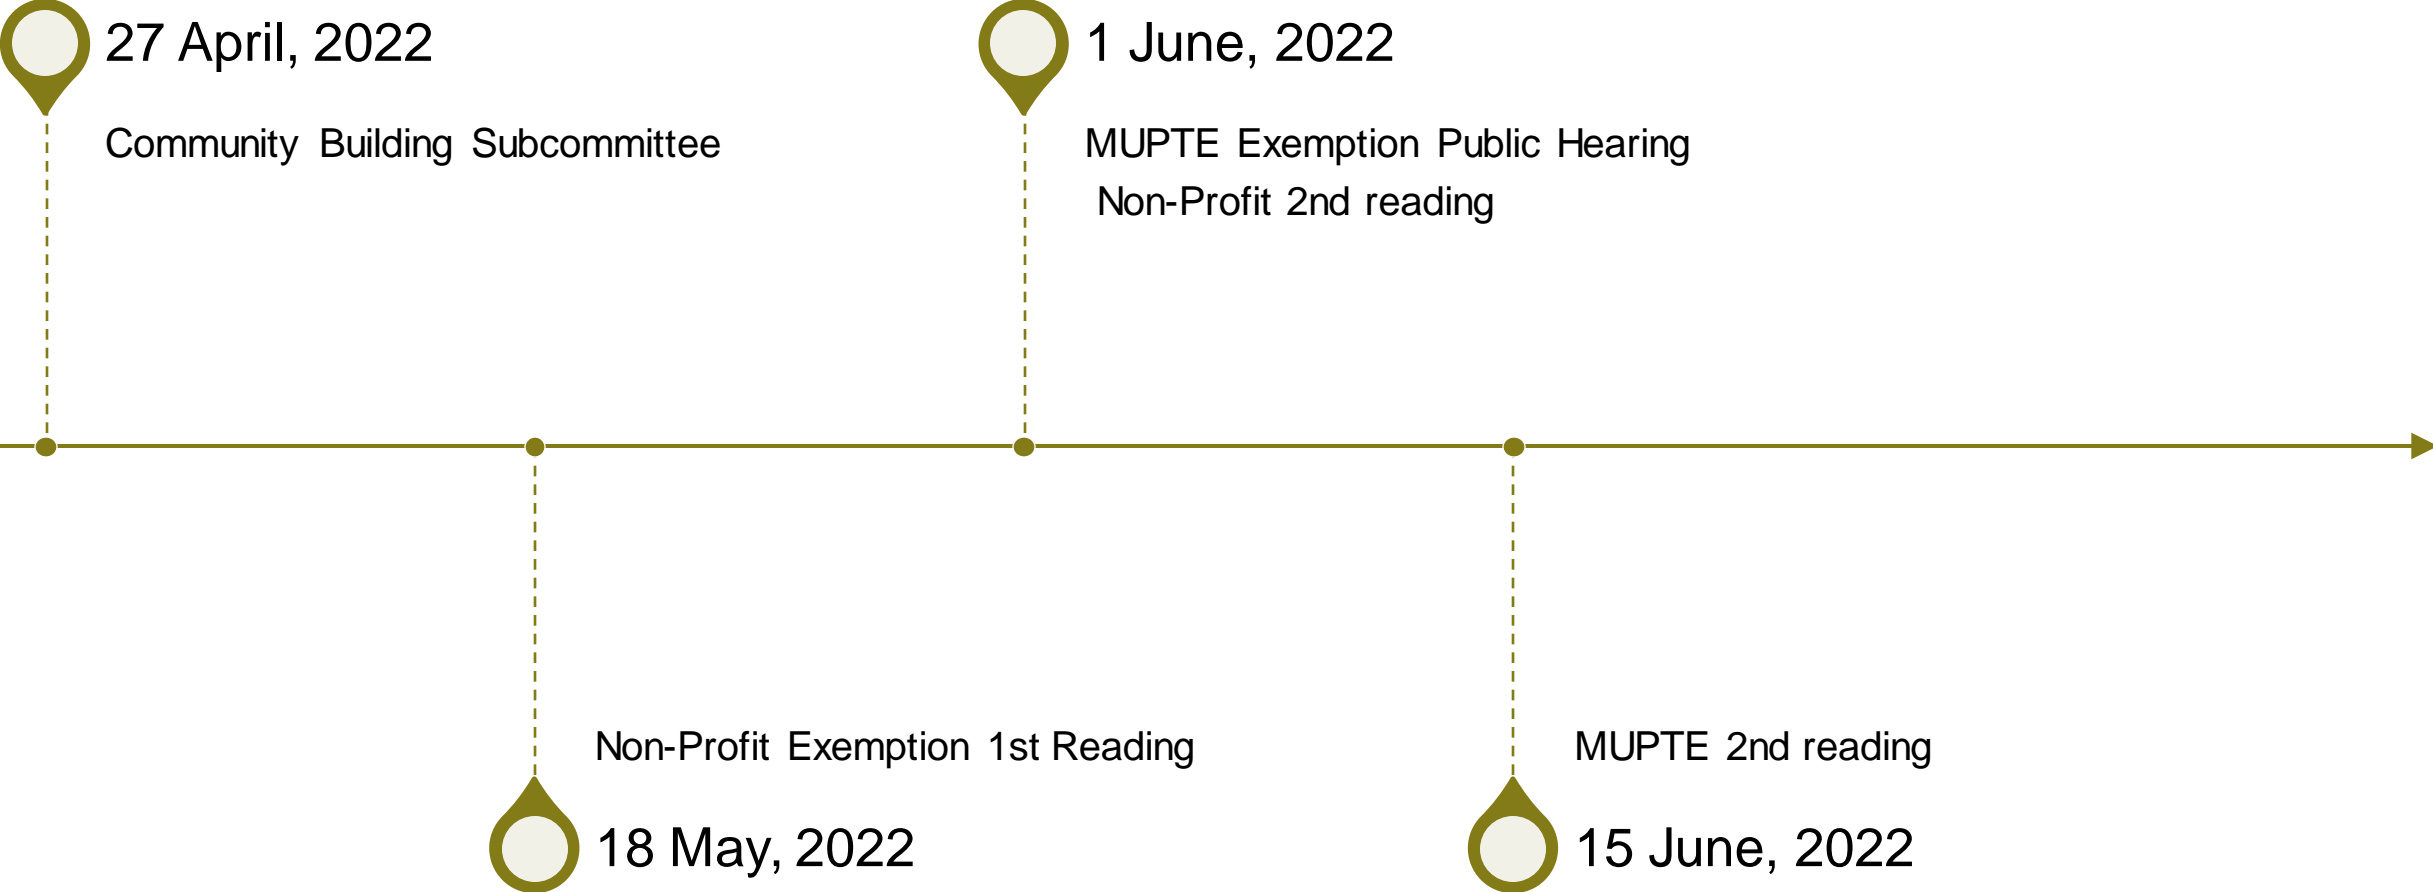 27 April, 2022
Community Building Subcommittee
1 June, 2022
MUPTE Exemption Public Hearing
Non-Profit 2nd reading
Non-Profit Exemption 1st Reading
18 May, 2022
MUPTE 2nd reading
15 June, 2022